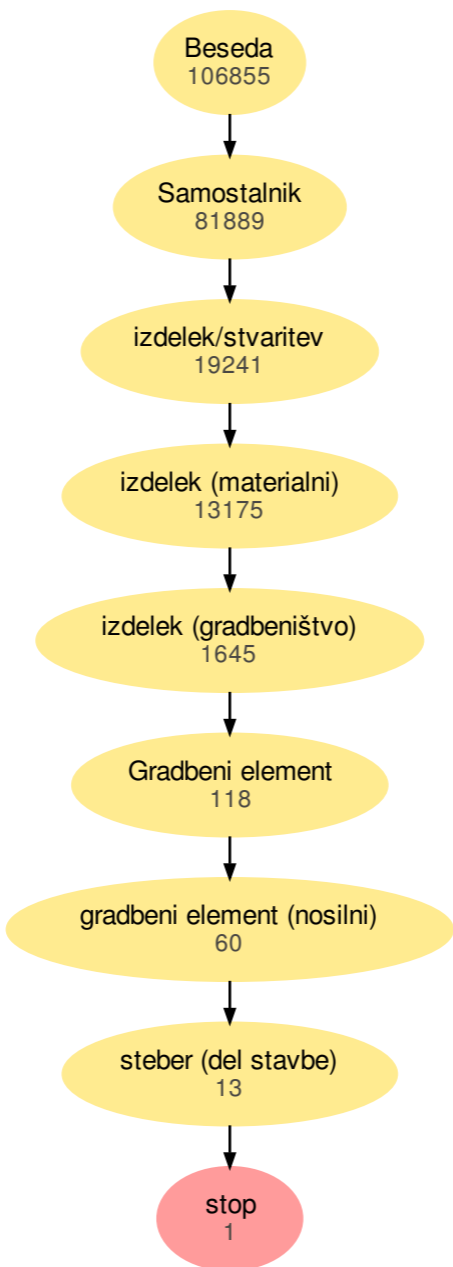 Beseda
106855
Samostalnik
81889
izdelek/stvaritev
19241
izdelek (materialni)
13175
izdelek (gradbeništvo)
1645
Gradbeni element
118
gradbeni element (nosilni)
60
steber (del stavbe)
13
stop
1